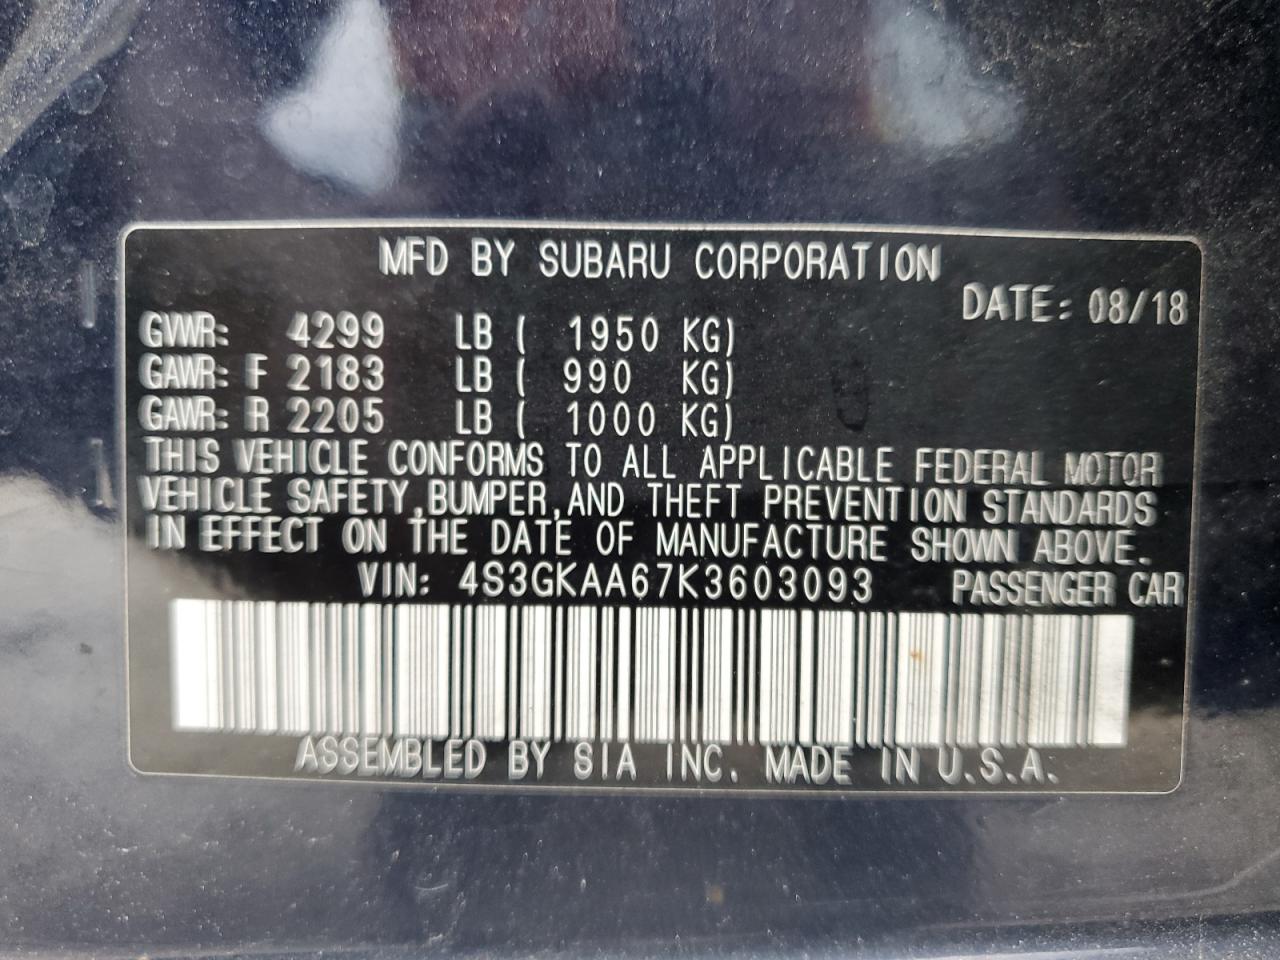 MFD BY SUBARU CORPORATION
DATE: 08/18
GVWR: 4299 LB ( 1950 KG)
GAWR: F 2183 LB ( 990 KG)
GAWR: R 2205 LB ( 1000 KG)
THIS VEHICLE CONFORMS TO ALL APPLICABLE FEDERAL MOTOR
VEHICLE SAFETY,BUMPER,AND THEFT PREVENTION STANDARDS
IN EFFECT ON THE DATE OF MANUFACTURE SHOWN ABOVE.
VIN: 4S3GKAA67K3603093 PASSENGER CAR
ASSEMBLED BY SIA INC. MADE IN U.S.A.